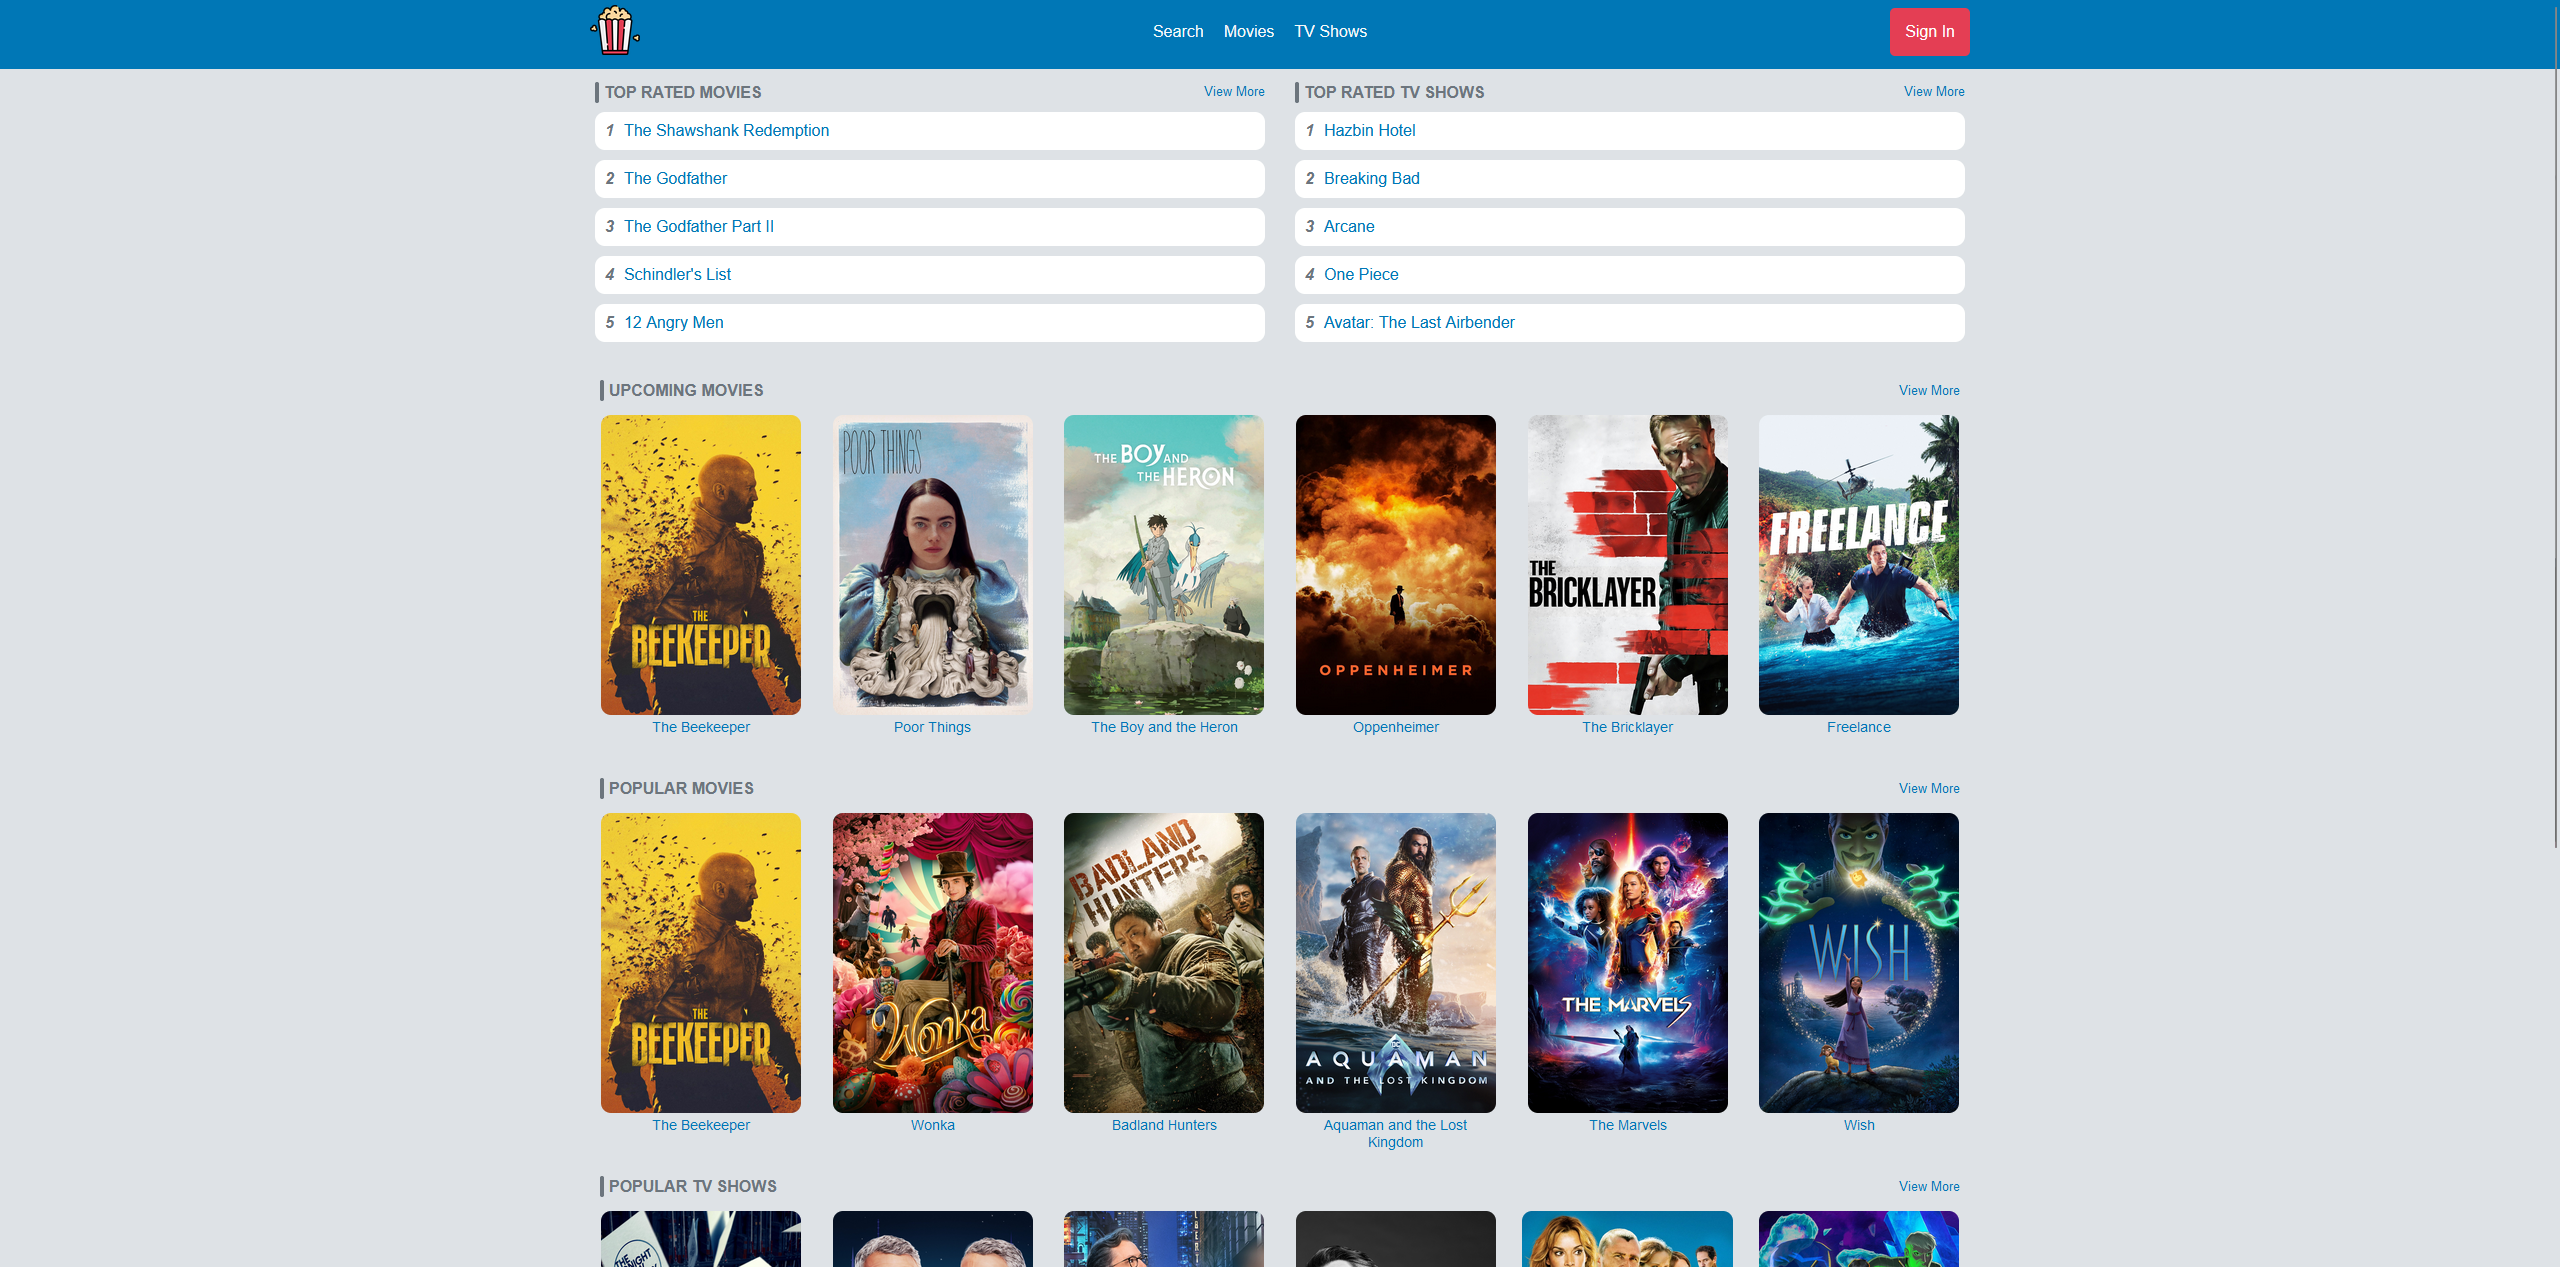 Search Movies TV Shows Sign In
TOP RATED MOVIES View More
1 The Shawshank Redemption
2 The Godfather
3 The Godfather Part II
4 Schindler's List
5 12 Angry Men
TOP RATED TV SHOWS View More
1 Hazbin Hotel
2 Breaking Bad
3 Arcane
4 One Piece
5 Avatar: The Last Airbender
UPCOMING MOVIES View More
THE
BEEKEEPER
POOR THINGS
THE BOY AND
THE HERON
OPPENHEIMER
THE
BRICKLAYER
FREELANCE
The Beekeeper
Poor Things
The Boy and the Heron
Oppenheimer
The Bricklayer
Freelance
POPULAR MOVIES View More
THE
BEEKEEPER
Wonka
BADLAND
HUNTERS
AQUAMAN
AND THE LOST KINGDOM
THE MARVELS
WISH
The Beekeeper
Wonka
Badland Hunters
Aquaman and the Lost
Kingdom
The Marvels
Wish
POPULAR TV SHOWS View More
THE